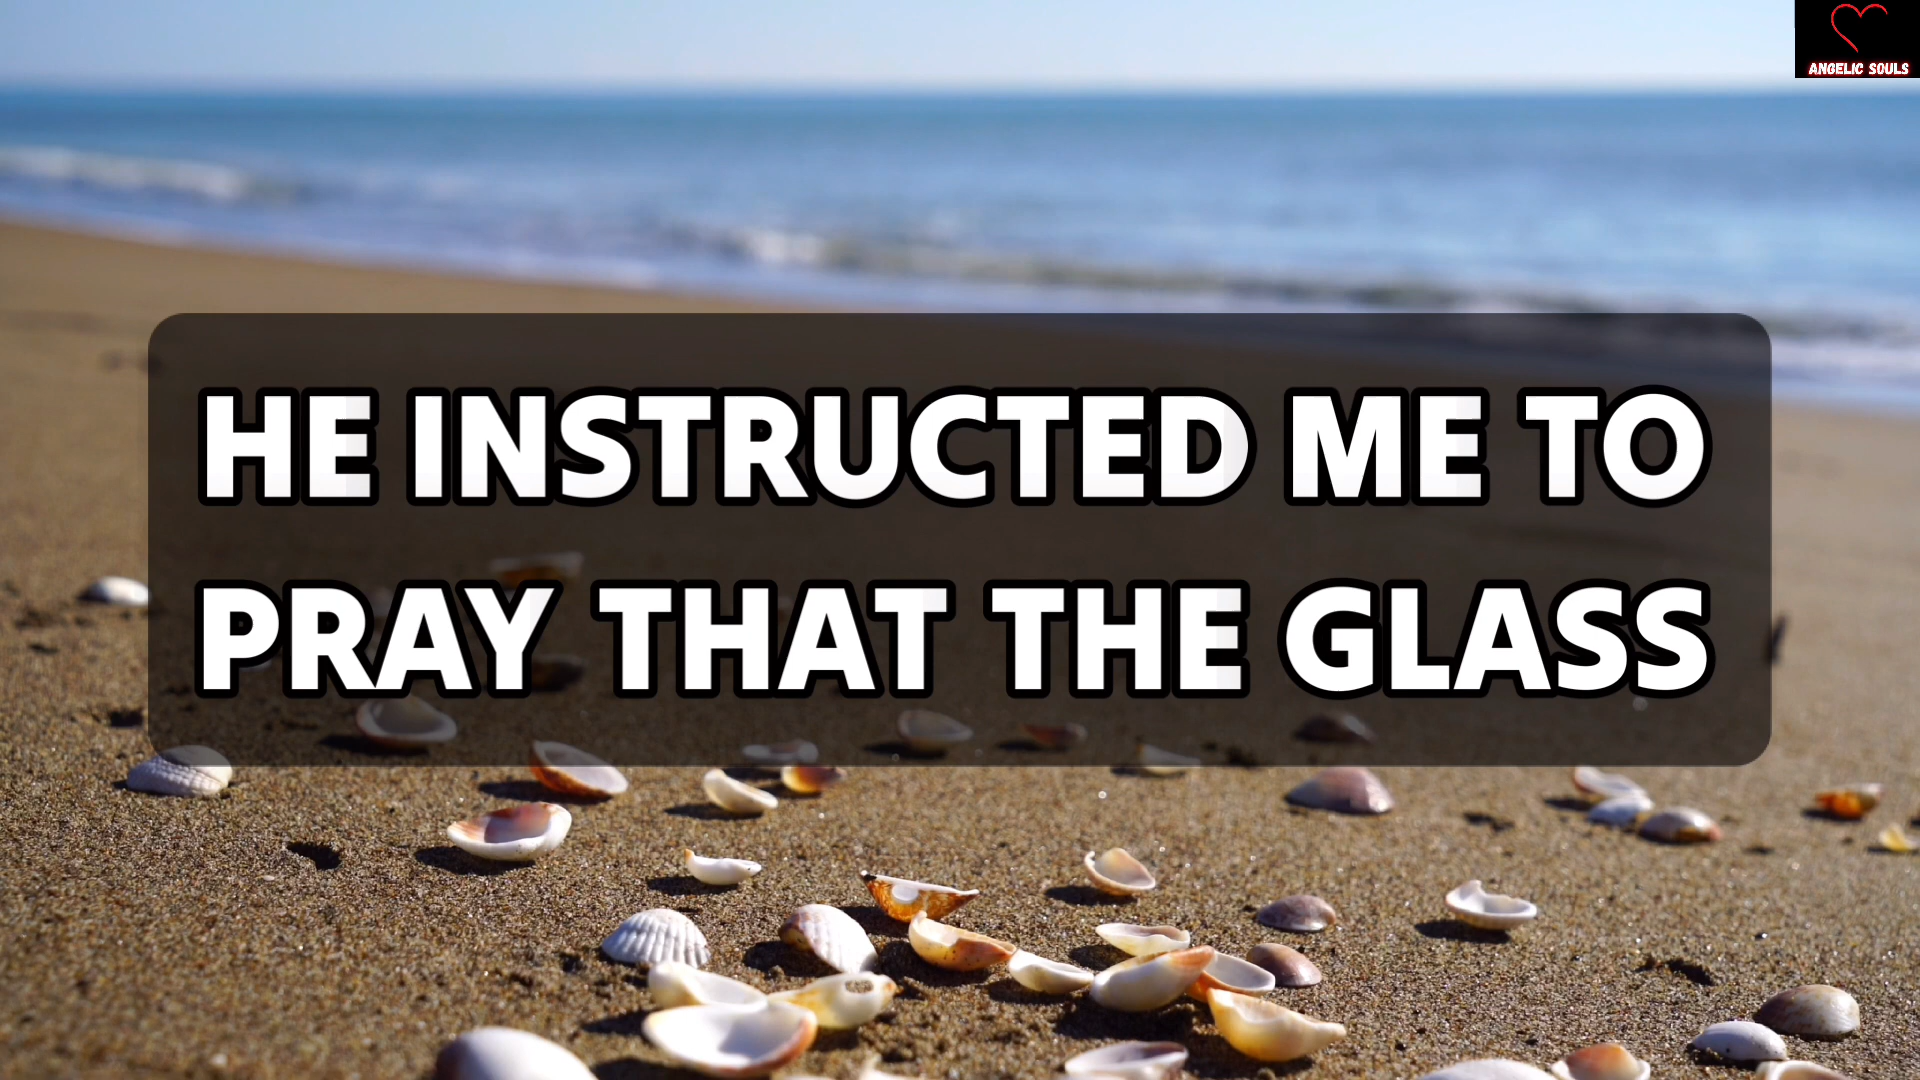 ANGELIC SOULS
HE INSTRUCTED ME TO
PRAY THAT THE GLASS